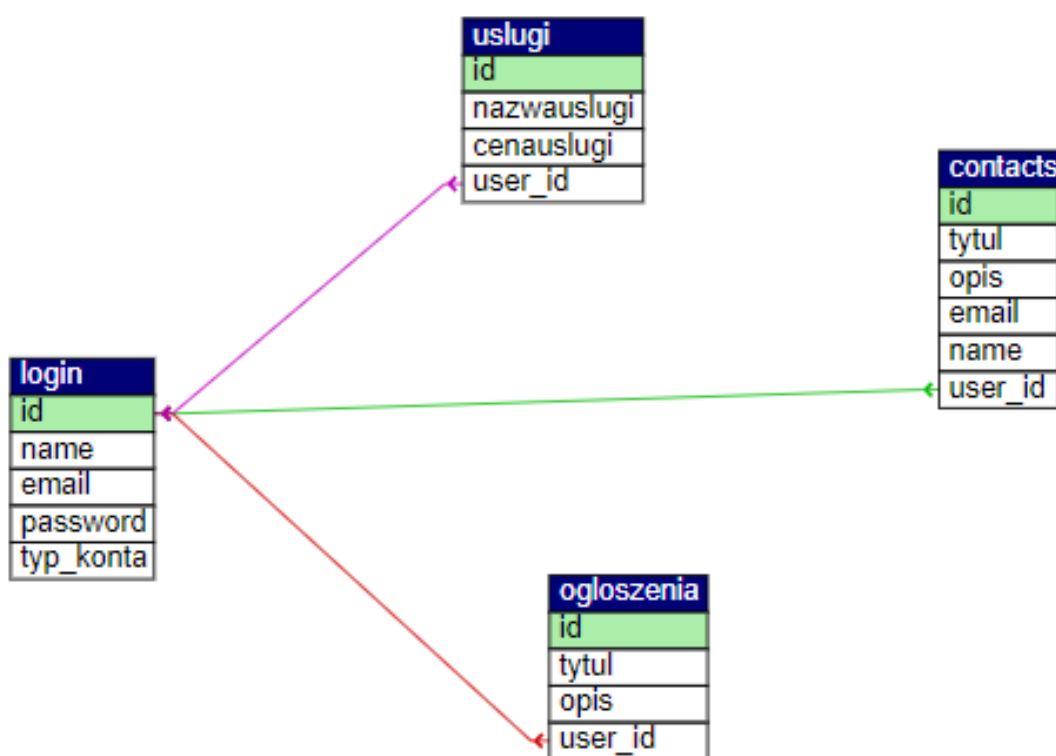 uslugi
id
nazwauslugi
cenauslugi
user_id
contacts
id
tytul
opis
email
name
user_id
login
id
name
email
password
typ_konta
ogloszenia
id
tytul
opis
user_id